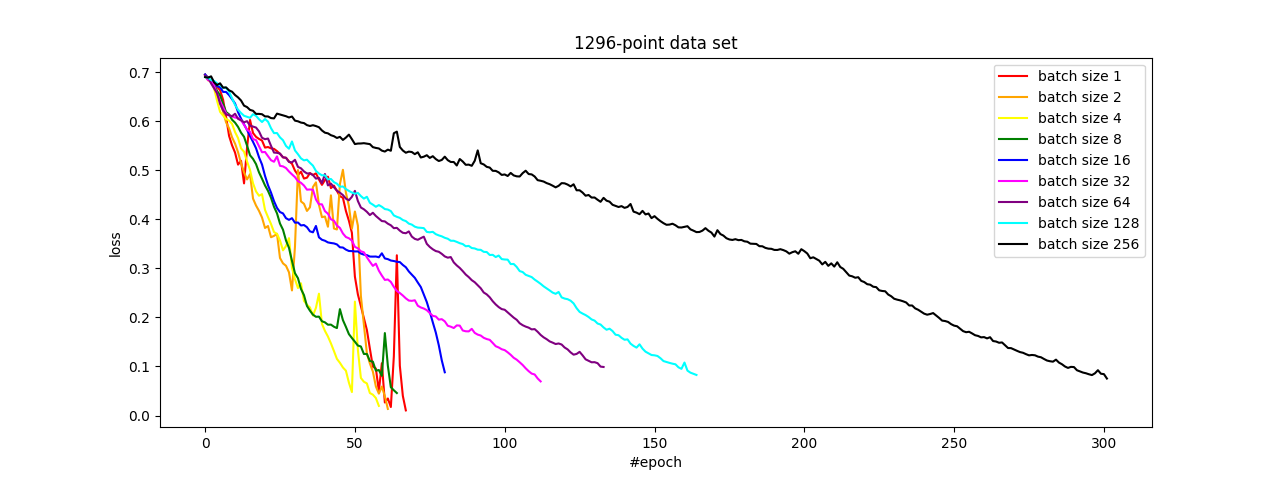 1296-point data set
0.7
0.6
0.5
0.4
0.3
0.2
0.1
0.0
loss
0
50
100
150
200
250
300
#epoch
batch size 1
batch size 2
batch size 4
batch size 8
batch size 16
batch size 32
batch size 64
batch size 128
batch size 256